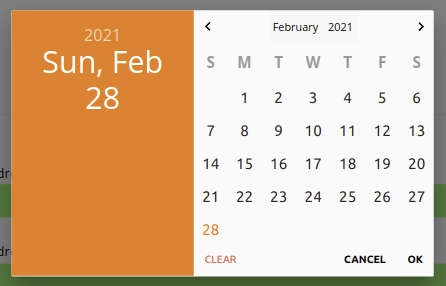 2021
Sun, Feb
28
February 2021
S M T W T F S
1 2 3 4 5 6
7 8 9 10 11 12 13
14 15 16 17 18 19 20
21 22 23 24 25 26 27
28
CLEAR CANCEL OK